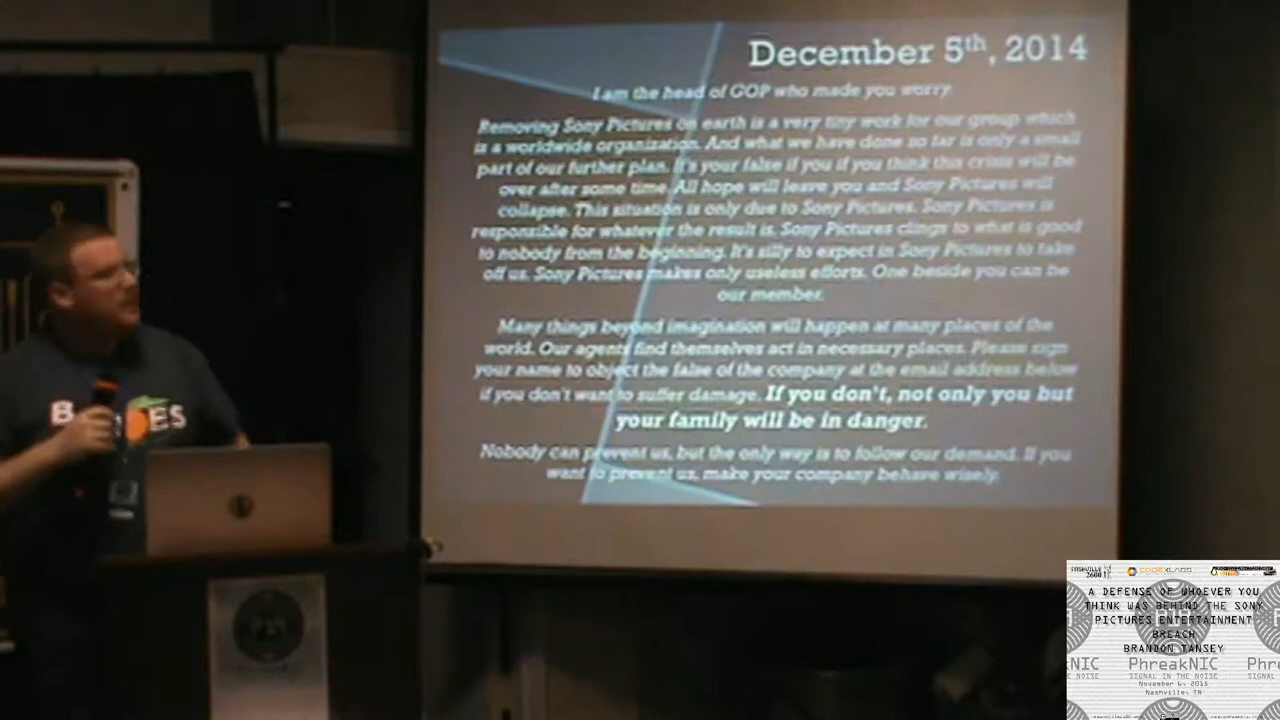 December 5th, 2014
I am the head of GOP who made you worry.
Removing Sony Pictures on earth is a very tiny work for our group which
is a worldwide organization. And what we have done so far is only a small
part of our further plan. It's your false if you if you think this crisis will be
over after some time. All hope will leave you and Sony Pictures will
collapse. This situation is only due to Sony Pictures. Sony Pictures is
responsible for whatever the result is. Sony Pictures clings to what is good
to nobody from the beginning. It's silly to expect in Sony Pictures to take
off us. Sony Pictures makes only useless efforts. One beside you can be
our member.
Many things beyond imagination will happen at many places of the
world. Our agents find themselves act in necessary places. Please sign
your name to object the false of the company at the email address below
if you don't want to suffer damage. If you don't, not only you but
your family will be in danger.
Nobody can prevent us, but the only way is to follow our demand. If you
want to prevent us, make your company behave wisely.
B ES
NASHVILLE
2600
CODEXLABS
A DEFENSE OF WHOEVER YOU
THINK WAS BEHIND THE SONY
PICTURES ENTERTAINMENT
BREACH
BRANDON TANSEY
KNIC PhreakNIC Phre
E NOISE SIGNAL IN THE NOISE SIGNAL
November 6, 2015
Nashville, TN